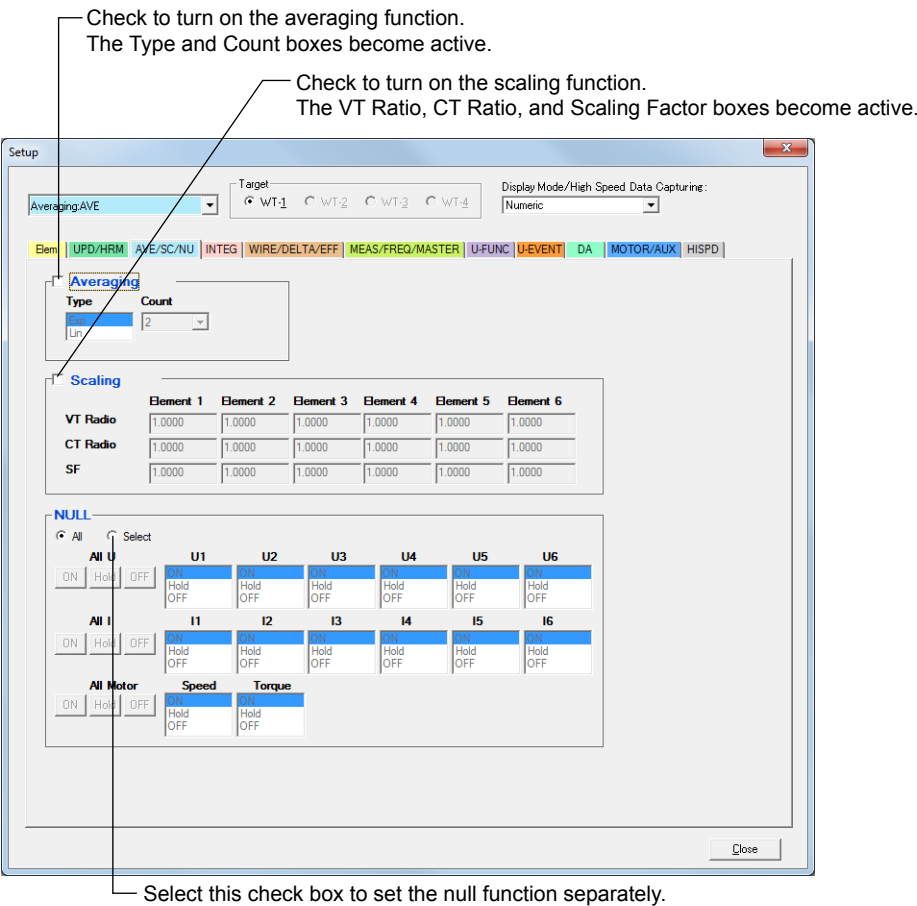 Check to turn on the averaging function.
The Type and Count boxes become active.
Check to turn on the scaling function.
The VT Ratio, CT Ratio, and Scaling Factor boxes become active.
Setup
Averaging:AVE
Target
WT-1 WT-2 WT-3 WT-4
Display Mode/High Speed Data Capturing:
Numeric
Elem UPD/HRM AVE/SC/NU INTEG WIRE/DELTA/EFF MEAS/FREQ/MASTER U-FUNC U-EVENT DA MOTOR/AUX HISPD
Averaging
Type Count
Exp 2
Lin
Scaling
Element 1 Element 2 Element 3 Element 4 Element 5 Element 6
VT Radio 1.0000 1.0000 1.0000 1.0000 1.0000 1.0000
CT Radio 1.0000 1.0000 1.0000 1.0000 1.0000 1.0000
SF 1.0000 1.0000 1.0000 1.0000 1.0000 1.0000
NULL
All Select
All U U1 U2 U3 U4 U5 U6
ON Hold OFF ON ON ON ON ON ON
Hold Hold Hold Hold Hold Hold
OFF OFF OFF OFF OFF OFF
All I I1 I2 I3 I4 I5 I6
ON Hold OFF ON ON ON ON ON ON
Hold Hold Hold Hold Hold Hold
OFF OFF OFF OFF OFF OFF
All Motor Speed Torque
ON Hold OFF ON ON
Hold Hold
OFF OFF
Close
Select this check box to set the null function separately.